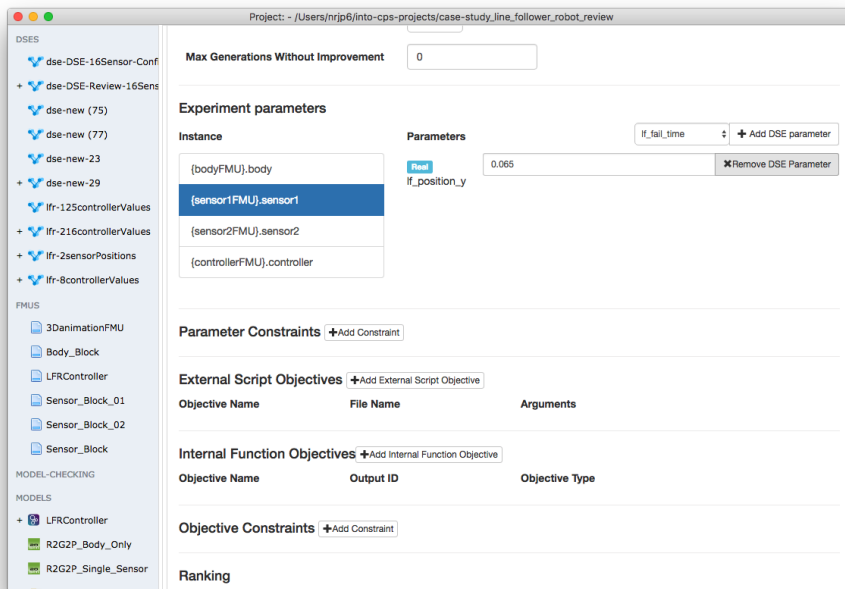 Project: - /Users/nrjp6/into-cps-projects/case-study_line_follower_robot_review
DSES
dse-DSE-16Sensor-Conf
+ dse-DSE-Review-16Sens
dse-new (75)
dse-new (77)
dse-new-23
+ dse-new-29
lfr-125controllerValues
+ lfr-216controllerValues
+ lfr-2sensorPositions
+ lfr-8controllerValues
FMUS
3DanimationFMU
Body_Block
LFRController
Sensor_Block_01
Sensor_Block_02
Sensor_Block
MODEL-CHECKING
MODELS
+ LFRController
R2G2P_Body_Only
R2G2P_Single_Sensor
Max Generations Without Improvement 0
Experiment parameters
Instance Parameters lf_fail_time + Add DSE parameter
{bodyFMU}.body
{sensor1FMU}.sensor1
{sensor2FMU}.sensor2
{controllerFMU}.controller
Real 0.065 ✖Remove DSE Parameter
lf_position_y
Parameter Constraints +Add Constraint
External Script Objectives +Add External Script Objective
Objective Name File Name Arguments
Internal Function Objectives +Add Internal Function Objective
Objective Name Output ID Objective Type
Objective Constraints +Add Constraint
Ranking